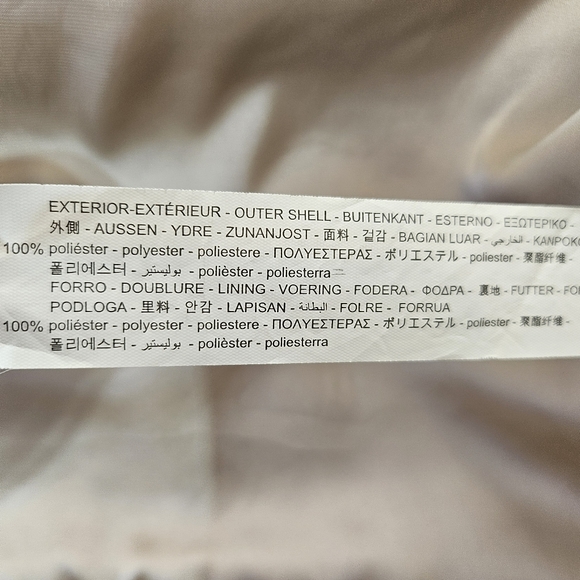 EXTERIOR-EXTÉRIEUR - OUTER SHELL - BUITENKANT - ESTERNO - ΕΞΩΤΕΡΙΚΟ -
外側 - AUSSEN - YDRE - ZUNANJOST - 面料 - 겉감 - BAGIAN LUAR - الخارجي - KANPOKO
100% poliéster - polyester - poliestere - ΠΟΛΥΕΣΤΕΡΑΣ - ポリエステル - poliester - 聚酯纤维 -
폴리에스터 - بوليستير - polièster - poliesterra
FORRO - DOUBLURE - LINING - VOERING - FODERA - ΦΟΔΡΑ - 裏地 - FUTTER - FO
PODLOGA - 里料 - 안감 - LAPISAN - البطانة - FOLRE - FORRUA
100% poliéster - polyester - poliestere - ΠΟΛΥΕΣΤΕΡΑΣ - ポリエステル - poliester - 聚酯纤维 -
폴리에스터 - بوليستير - polièster - poliesterra